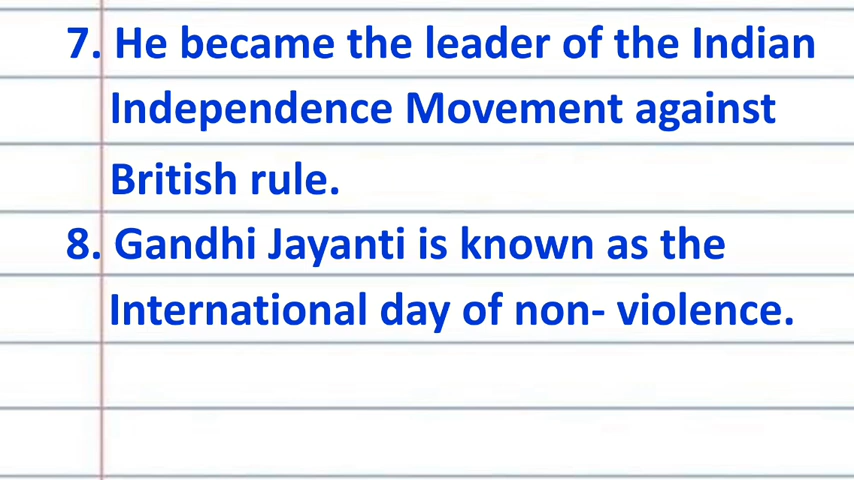 7. He became the leader of the Indian
Independence Movement against
British rule.
8. Gandhi Jayanti is known as the
International day of non- violence.